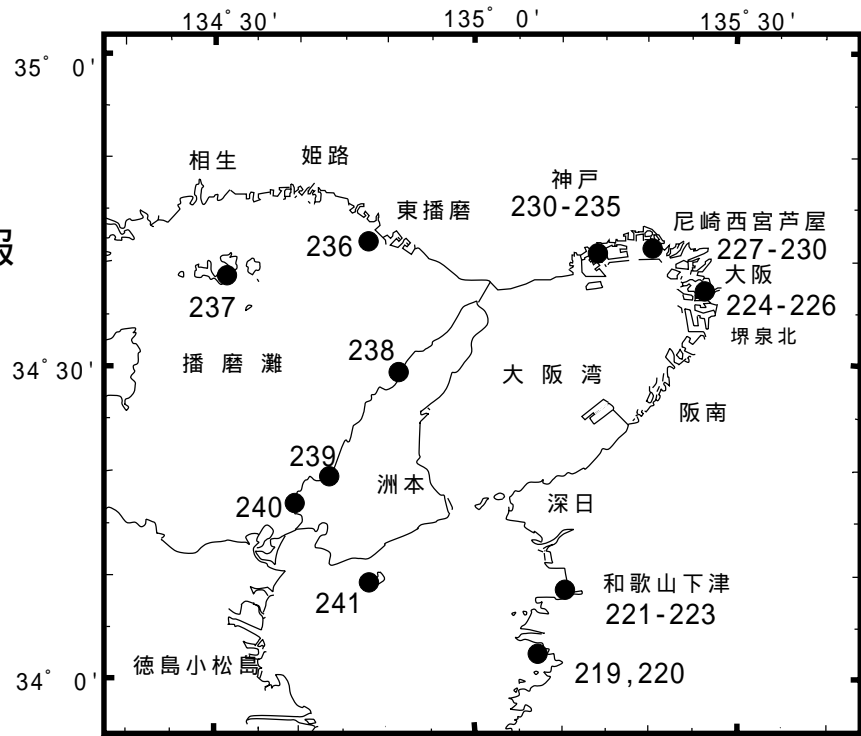 134° 30' 135° 0' 135° 30'
35° 0'
相生 姫路
神戸
230-235
東播磨
尼崎西宮芦屋
227-230
報
236
237
大阪
224-226
堺泉北
238
播磨灘
大阪湾
34° 30'
阪南
239
洲本
240
深日
241
和歌山下津
221-223
徳島小松島
219,220
34° 0'